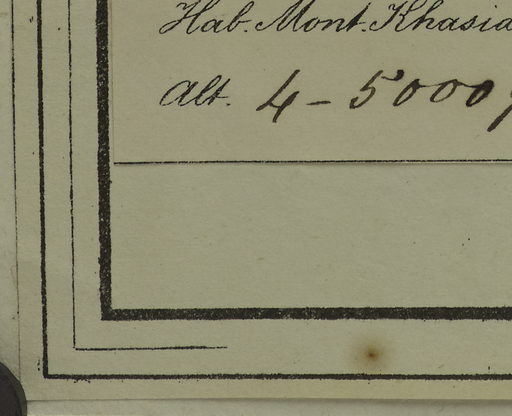 Hab. Mont. Khasia
Alt. 4-5000